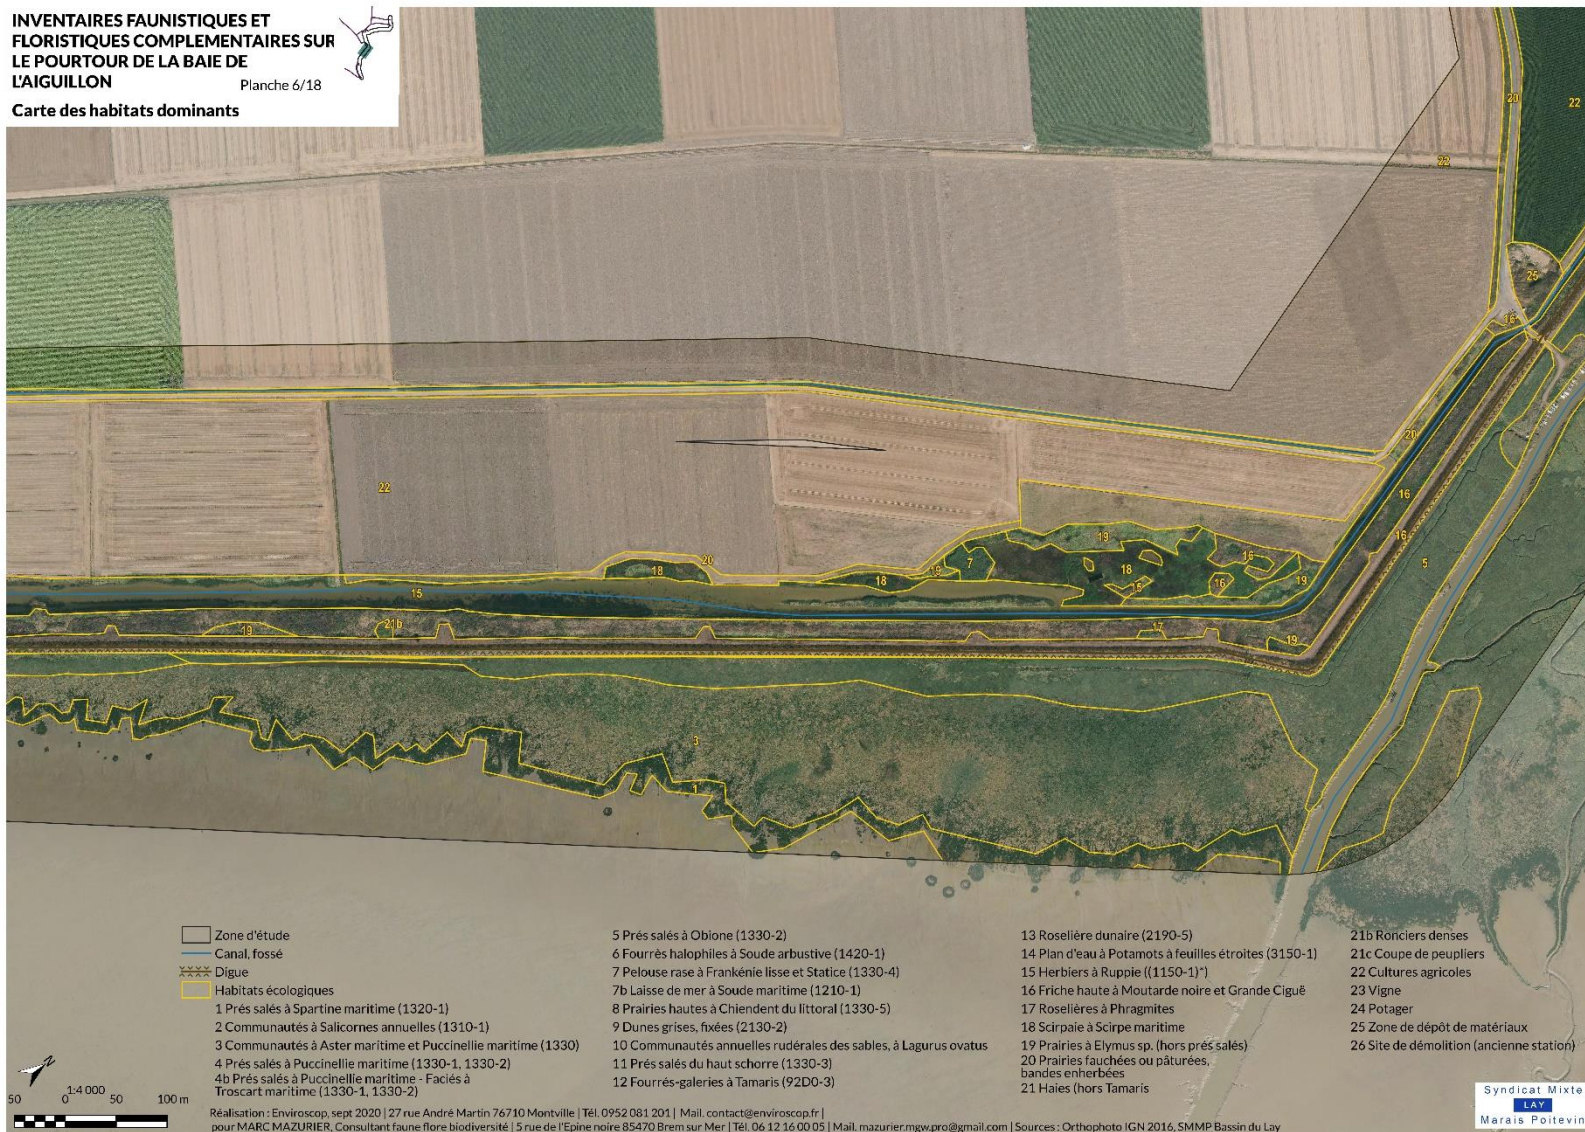 INVENTAIRES FAUNISTIQUES ET
FLORISTIQUES COMPLEMENTAIRES SUR
LE POURTOUR DE LA BAIE DE
L'AIGUILLON
Planche 6/18
Carte des habitats dominants
20
22
22
25
16
20
22
16
16
5
20
18
18
19
7
19
18
15
16
16
19
15
19
21b
17
19
3
1
Zone d'étude
Canal, fossé
Digue
Habitats écologiques
1 Prés salés à Spartine maritime (1320-1)
2 Communautés à Salicornes annuelles (1310-1)
3 Communautés à Aster maritime et Puccinellie maritime (1330)
4 Prés salés à Puccinellie maritime (1330-1, 1330-2)
4b Prés salés à Puccinellie maritime - Faciés à
Troscart maritime (1330-1, 1330-2)
5 Prés salés à Obione (1330-2)
6 Fourrès halophiles à Soude arbustive (1420-1)
7 Pelouse rase à Frankénie lisse et Statice (1330-4)
7b Laisse de mer à Soude maritime (1210-1)
8 Prairies hautes à Chiendent du littoral (1330-5)
9 Dunes grises, fixées (2130-2)
10 Communautés annuelles rudérales des sables, à Lagurus ovatus
11 Prés salés du haut schorre (1330-3)
12 Fourrés-galeries à Tamaris (92D0-3)
13 Roselière dunaire (2190-5)
14 Plan d'eau à Potamots à feuilles étroites (3150-1)
15 Herbiers à Ruppie ((1150-1)*)
16 Friche haute à Moutarde noire et Grande Ciguë
17 Roselières à Phragmites
18 Scirpaie à Scirpe maritime
19 Prairies à Elymus sp. (hors prés salés)
20 Prairies fauchées ou pâturées,
bandes enherbées
21 Haies (hors Tamaris
21b Ronciers denses
21c Coupe de peupliers
22 Cultures agricoles
23 Vigne
24 Potager
25 Zone de dépôt de matériaux
26 Site de démolition (ancienne station)
N
1:4 000
50 0 50 100 m
Réalisation : Enviroscop, sept 2020 | 27 rue André Martin 76710 Montville | Tél. 0952 081 201 | Mail. contact@enviroscop.fr |
pour MARC MAZURIER, Consultant faune flore biodiversité | 5 rue de l'Epine noire 85470 Brem sur Mer | Tél. 06 12 16 00 05 | Mail. mazurier.mgw.pro@gmail.com | Sources : Orthophoto IGN 2016, SMMP Bassin du Lay
Syndicat Mixte
LAY
Marais Poitevin